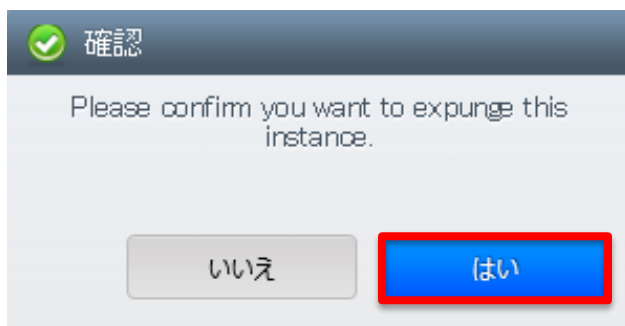 確認
Please confirm you want to expunge this
instance.
いいえ
はい